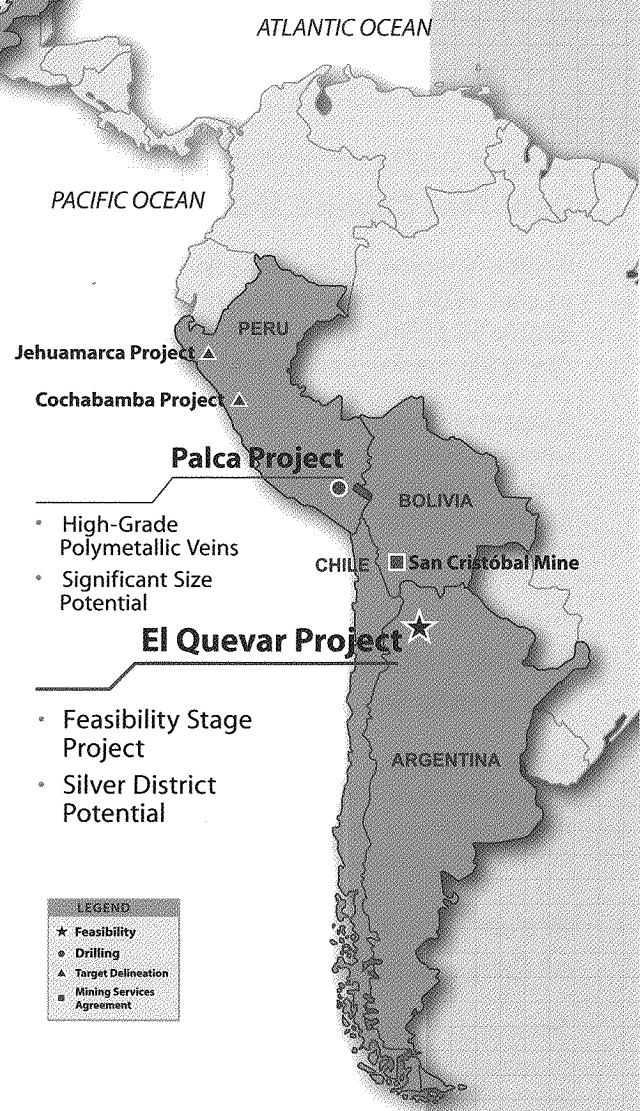 ATLANTIC OCEAN
PACIFIC OCEAN
PERU
Jehuamarca Project
Cochabamba Project
Palca Project
• High-Grade
Polymetallic Veins
• Significant Size
Potential
BOLIVIA
CHILE
San Cristóbal Mine
El Quevar Project
• Feasibility Stage
Project
• Silver District
Potential
ARGENTINA
LEGEND
Feasibility
Drilling
Target Delineation
Mining Services
Agreement